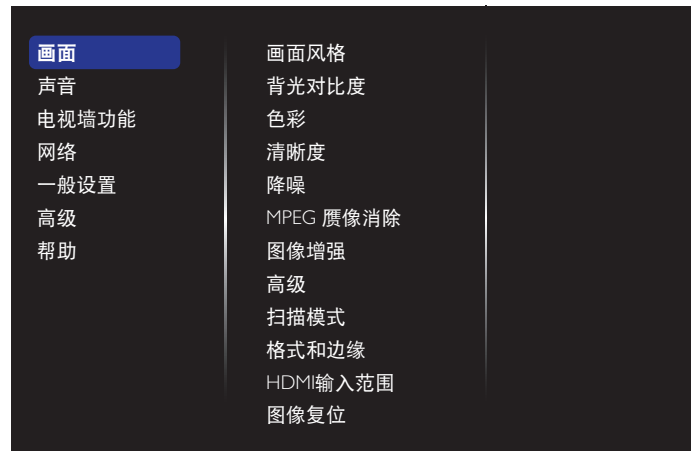 画面
声音
电视墙功能
网络
一般设置
高级
帮助
画面风格
背光对比度
色彩
清晰度
降噪
MPEG 赝像消除
图像增强
高级
扫描模式
格式和边缘
HDMI输入范围
图像复位